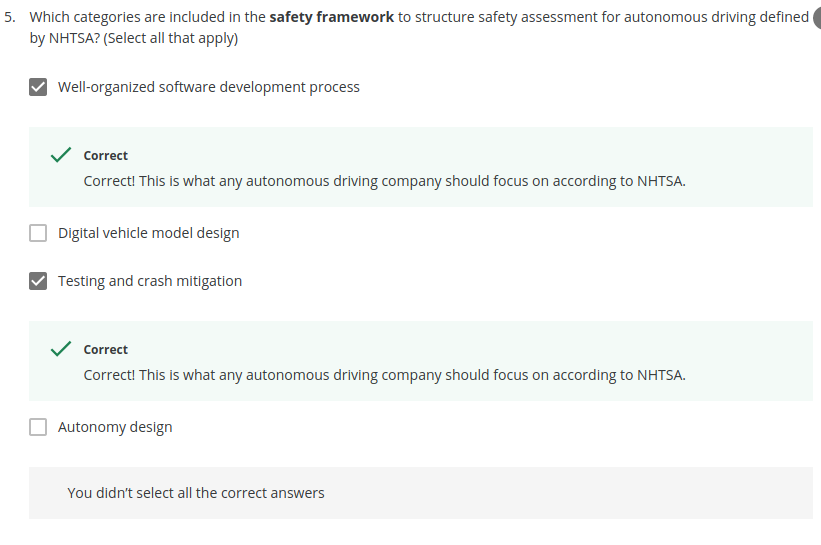 5. Which categories are included in the safety framework to structure safety assessment for autonomous driving defined
by NHTSA? (Select all that apply)
Well-organized software development process
Correct
Correct! This is what any autonomous driving company should focus on according to NHTSA.
Digital vehicle model design
Testing and crash mitigation
Correct
Correct! This is what any autonomous driving company should focus on according to NHTSA.
Autonomy design
You didn’t select all the correct answers